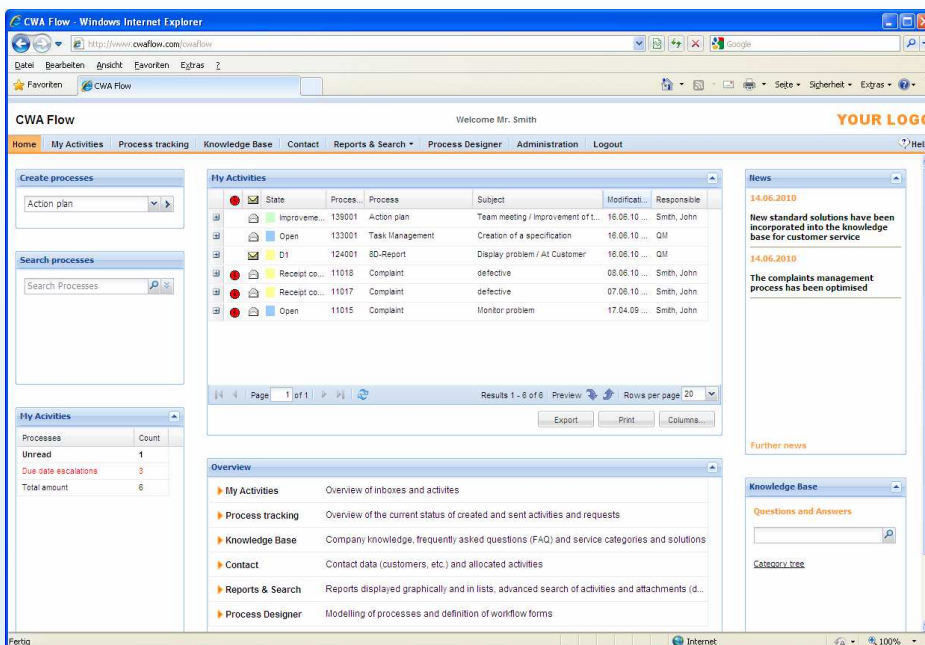 CWA Flow - Windows Internet Explorer
http://www.cwaflow.com/cwaflow
Google
Datei Bearbeiten Ansicht Favoriten Extras ?
Favoriten CWA Flow Seite Sicherheit Extras
CWA Flow Welcome Mr. Smith YOUR LOGO
Home My Activities Process tracking Knowledge Base Contact Reports & Search Process Designer Administration Logout ? Hel
Create processes
Action plan
Search processes
Search Processes
My Acivities
Processes Count
Unread 1
Due date escalations 3
Total amount 6
My Activities
State Proces... Process Subject Modificati... Responsible
Improveme... 139001 Action plan Team meeting / Improvement of t... 16.06.10 ... Smith, John
Open 133001 Task Management Creation of a specification 16.06.10 ... QM
D1 124001 8D-Report Display problem / At Customer 16.06.10 ... QM
Receipt co... 11018 Complaint defective 08.06.10 ... Smith, John
Receipt co... 11017 Complaint defective 07.06.10 ... Smith, John
Open 11015 Complaint Monitor problem 17.04.09 ... Smith, John
Page 1 of 1 Results 1 - 6 of 6 Preview Rows per page 20
Export Print Columns...
Overview
My Activities Overview of inboxes and activites
Process tracking Overview of the current status of created and sent activities and requests
Knowledge Base Company knowledge, frequently asked questions (FAQ) and service categories and solutions
Contact Contact data (customers, etc.) and allocated activities
Reports & Search Reports displayed graphically and in lists, advanced search of activities and attachments (d...
Process Designer Modelling of processes and definition of workflow forms
News
14.06.2010
New standard solutions have been
incorporated into the knowledge
base for customer service
14.06.2010
The complaints management
process has been optimised
Further news
Knowledge Base
Questions and Answers
Category tree
Fertig Internet 100%